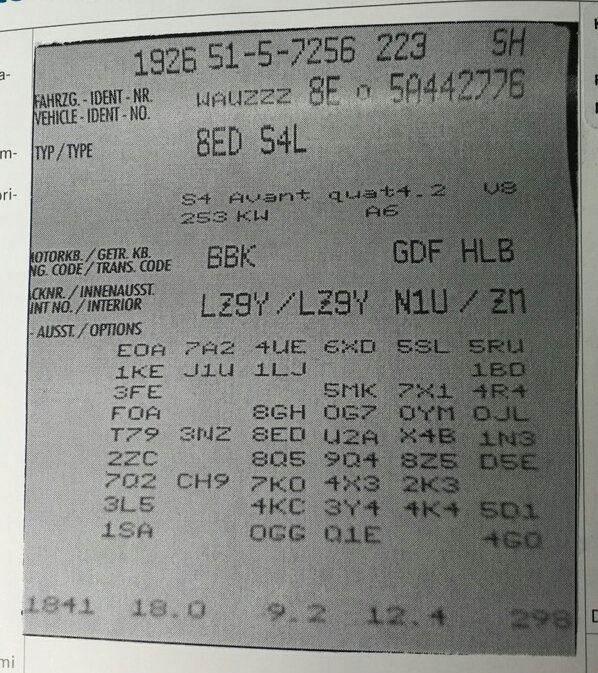 1926 51-5-7256 223 SH
FAHRZG. - IDENT - NR. WAUZZZ 8E 0 5A442776
VEHICLE - IDENT - NO.
TYP / TYPE 8ED S4L
S4 Avant quat4.2 V8
253 KW A6
MOTORKB. / GETR. KB. BBK GDF HLB
NG. CODE / TRANS. CODE
CKNR. / INNENAUSST. LZ9Y/LZ9Y N1U / ZM
INT NO. / INTERIOR
- AUSST. / OPTIONS
E0A 7A2 4UE 6XD 5SL 5RU
1KE J1U 1LJ 1BD
3FE 5MK 7X1 4R4
F0A 8GH 0G7 0YM 0JL
T79 3NZ 8ED U2A X4B 1N3
2ZC 8Q5 9Q4 8Z5 D5E
7Q2 CH9 7K0 4X3 2K3
3L5 4KC 3Y4 4K4 5D1
1SA 0GG Q1E 4G0
1841 18.0 9.2 12.4 298